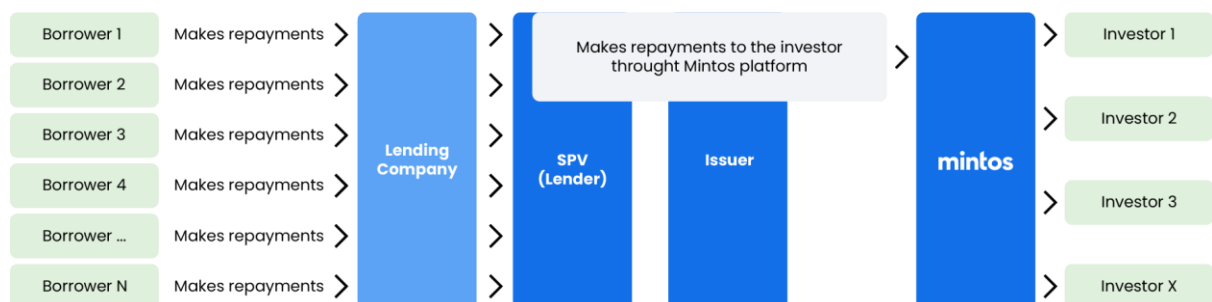 Borrower 1
Makes repayments
Borrower 2
Makes repayments
Borrower 3
Makes repayments
Borrower 4
Makes repayments
Borrower ...
Makes repayments
Borrower N
Makes repayments
Lending
Company
SPV
(Lender)
Makes repayments to the investor
throught Mintos platform
Issuer
mintos
Investor 1
Investor 2
Investor 3
Investor X